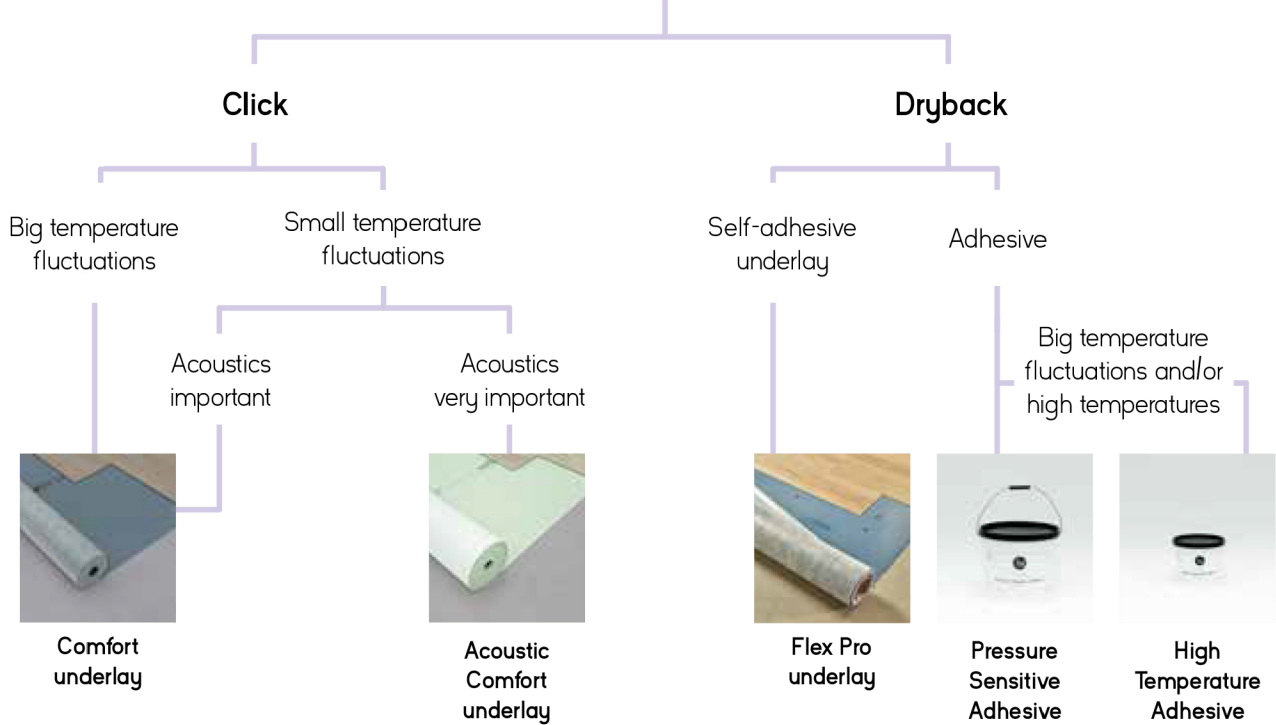 Click
Dryback
Big temperature
fluctuations
Small temperature
fluctuations
Self-adhesive
underlay
Adhesive
Acoustics
important
Acoustics
very important
Big temperature
fluctuations and/or
high temperatures
Comfort
underlay
Acoustic
Comfort
underlay
Flex Pro
underlay
Pressure
Sensitive
Adhesive
High
Temperature
Adhesive